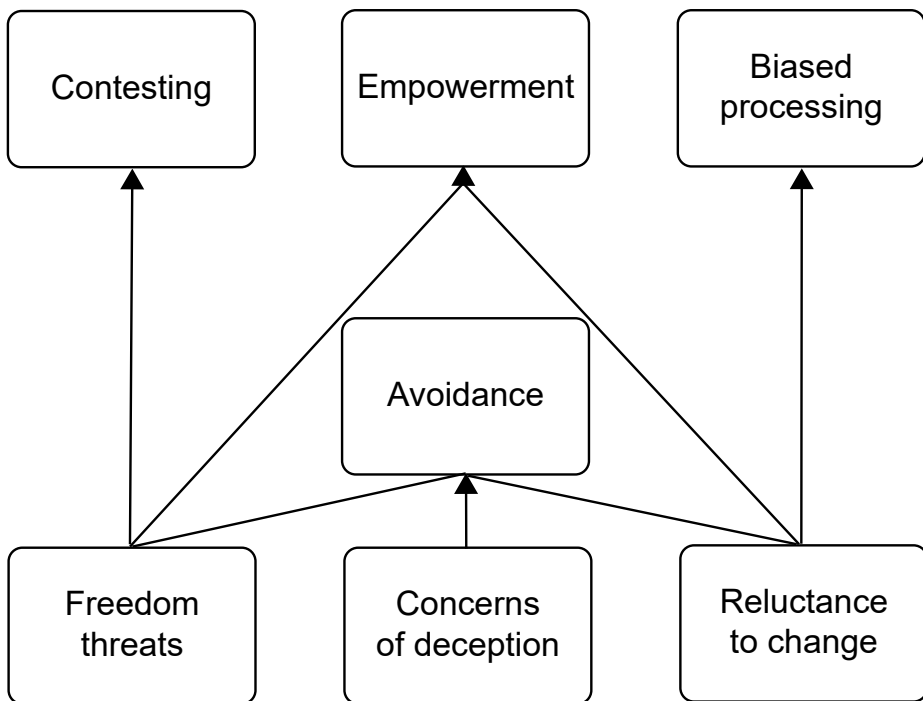 Contesting
Empowerment
Biased
processing
Avoidance
Freedom
threats
Concerns
of deception
Reluctance
to change